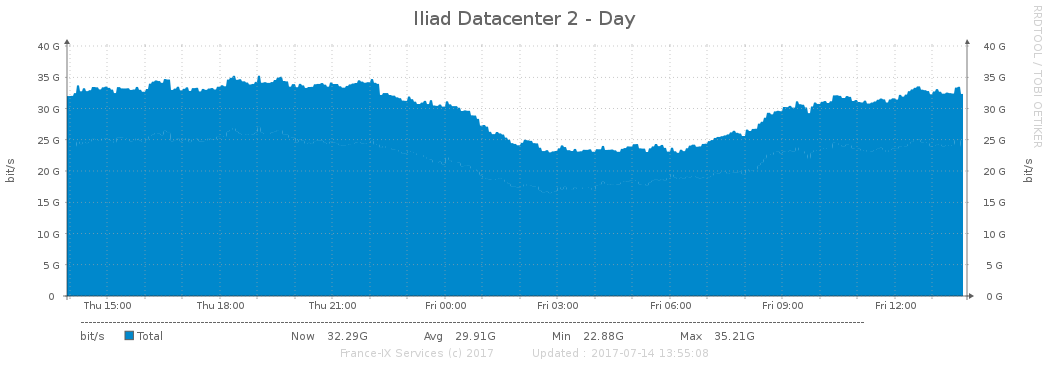 Iliad Datacenter 2 - Day
RRDTOOL / TOBI OETIKER
40 G 40 G
35 G 35 G
30 G 30 G
25 G 25 G
20 G 20 G
15 G 15 G
10 G 10 G
5 G 5 G
0 0 G
bit/s bit/s
Thu 15:00 Thu 18:00 Thu 21:00 Fri 00:00 Fri 03:00 Fri 06:00 Fri 09:00 Fri 12:00
bit/s Total Now 32.29G Avg 29.91G Min 22.88G Max 35.21G
France-IX Services (c) 2017 Updated : 2017-07-14 13:55:08